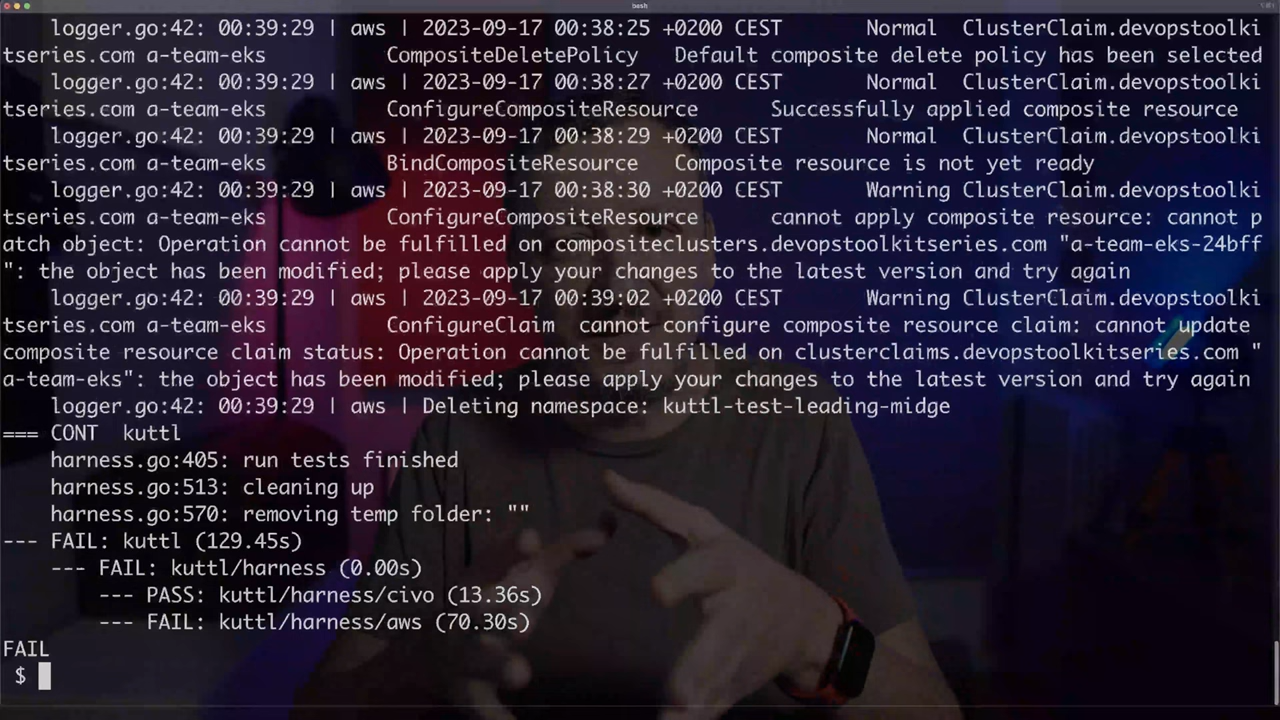 bash
logger.go:42: 00:39:29 | aws | 2023-09-17 00:38:25 +0200 CEST Normal ClusterClaim.devopstoolki
tseries.com a-team-eks CompositeDeletePolicy Default composite delete policy has been selected
logger.go:42: 00:39:29 | aws | 2023-09-17 00:38:27 +0200 CEST Normal ClusterClaim.devopstoolki
tseries.com a-team-eks ConfigureCompositeResource Successfully applied composite resource
logger.go:42: 00:39:29 | aws | 2023-09-17 00:38:29 +0200 CEST Normal ClusterClaim.devopstoolki
tseries.com a-team-eks BindCompositeResource Composite resource is not yet ready
logger.go:42: 00:39:29 | aws | 2023-09-17 00:38:30 +0200 CEST Warning ClusterClaim.devopstoolki
tseries.com a-team-eks ConfigureCompositeResource cannot apply composite resource: cannot p
atch object: Operation cannot be fulfilled on compositeclusters.devopstoolkitseries.com "a-team-eks-24bff
": the object has been modified; please apply your changes to the latest version and try again
logger.go:42: 00:39:29 | aws | 2023-09-17 00:39:02 +0200 CEST Warning ClusterClaim.devopstoolki
tseries.com a-team-eks ConfigureClaim cannot configure composite resource claim: cannot update
composite resource claim status: Operation cannot be fulfilled on clusterclaims.devopstoolkitseries.com "
a-team-eks": the object has been modified; please apply your changes to the latest version and try again
logger.go:42: 00:39:29 | aws | Deleting namespace: kuttl-test-leading-midge
=== CONT kuttl
harness.go:405: run tests finished
harness.go:513: cleaning up
harness.go:570: removing temp folder: ""
--- FAIL: kuttl (129.45s)
--- FAIL: kuttl/harness (0.00s)
--- PASS: kuttl/harness/civo (13.36s)
--- FAIL: kuttl/harness/aws (70.30s)
FAIL
$